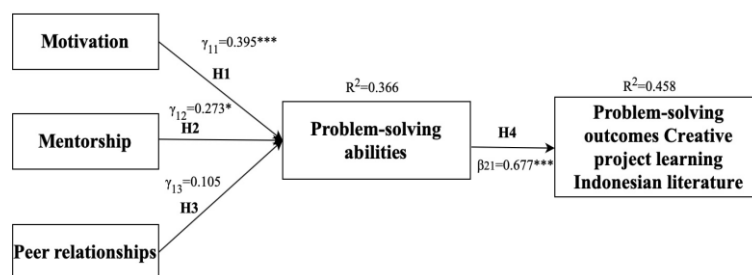 Motivation
γ11=0.395***
H1
R2=0.366
R2=0.458
γ12=0.273*
H2
Mentorship
Problem-solving
abilities
H4
β21=0.677***
Problem-solving
outcomes Creative
project learning
Indonesian literature
γ13=0.105
H3
Peer relationships